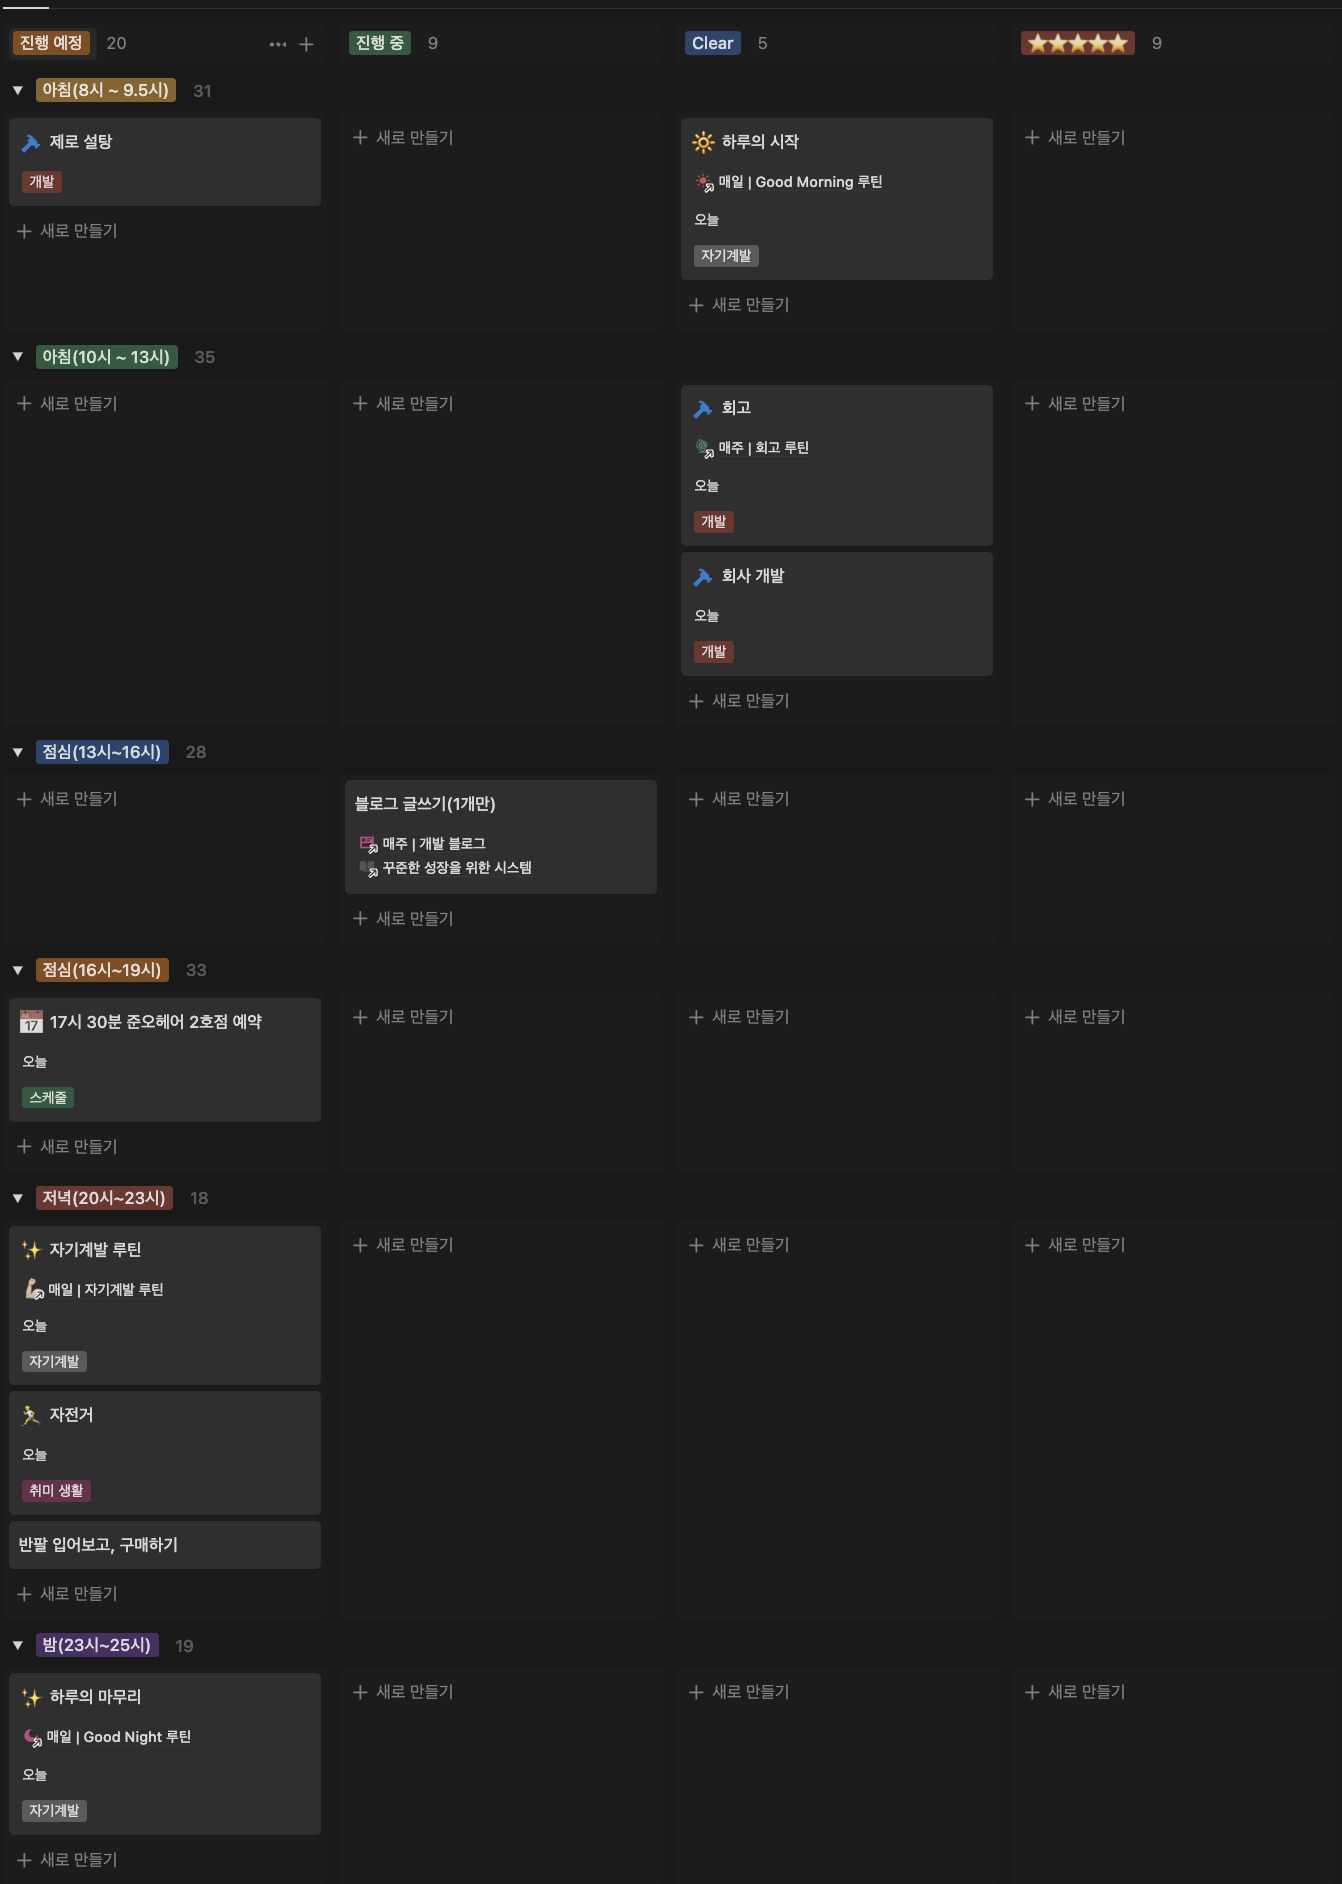 진행 예정 20
진행 중 9
Clear 5
⭐⭐⭐⭐⭐ 9
아침(8시 ~ 9.5시) 31
제로 설탕
개발
새로 만들기
새로 만들기
하루의 시작
매일 | Good Morning 루틴
오늘
자기계발
새로 만들기
새로 만들기
아침(10시 ~ 13시) 35
새로 만들기
새로 만들기
회고
매주 | 회고 루틴
오늘
개발
회사 개발
오늘
개발
새로 만들기
새로 만들기
점심(13시~16시) 28
새로 만들기
블로그 글쓰기(1개만)
매주 | 개발 블로그
꾸준한 성장을 위한 시스템
새로 만들기
새로 만들기
새로 만들기
점심(16시~19시) 33
17
17시 30분 준오헤어 2호점 예약
오늘
스케줄
새로 만들기
새로 만들기
새로 만들기
새로 만들기
저녁(20시~23시) 18
자기계발 루틴
매일 | 자기계발 루틴
오늘
자기계발
자전거
오늘
취미 생활
반팔 입어보고, 구매하기
새로 만들기
새로 만들기
새로 만들기
새로 만들기
밤(23시~25시) 19
하루의 마무리
매일 | Good Night 루틴
오늘
자기계발
새로 만들기
새로 만들기
새로 만들기
새로 만들기